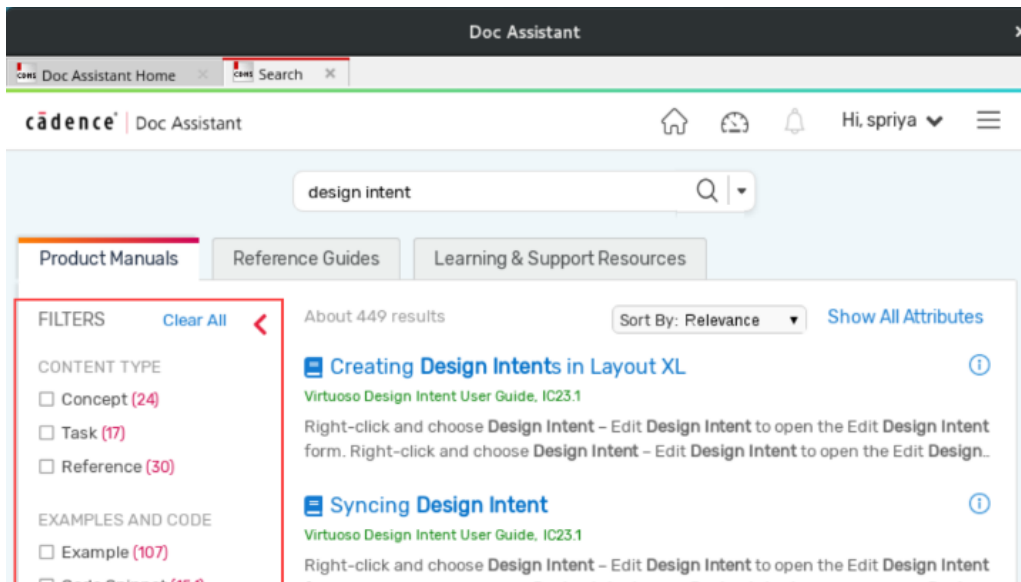 Doc Assistant
cdns Doc Assistant Home
cdns Search
cādence | Doc Assistant
Hi, spriya
design intent
Product Manuals
Reference Guides
Learning & Support Resources
FILTERS
Clear All
About 449 results
Sort By: Relevance
Show All Attributes
CONTENT TYPE
Concept (24)
Task (17)
Reference (30)
EXAMPLES AND CODE
Example (107)
Creating Design Intents in Layout XL
Virtuoso Design Intent User Guide, IC23.1
Right-click and choose Design Intent – Edit Design Intent to open the Edit Design Intent
form. Right-click and choose Design Intent – Edit Design Intent to open the Edit Design…
Syncing Design Intent
Virtuoso Design Intent User Guide, IC23.1
Right-click and choose Design Intent – Edit Design Intent to open the Edit Design Intent